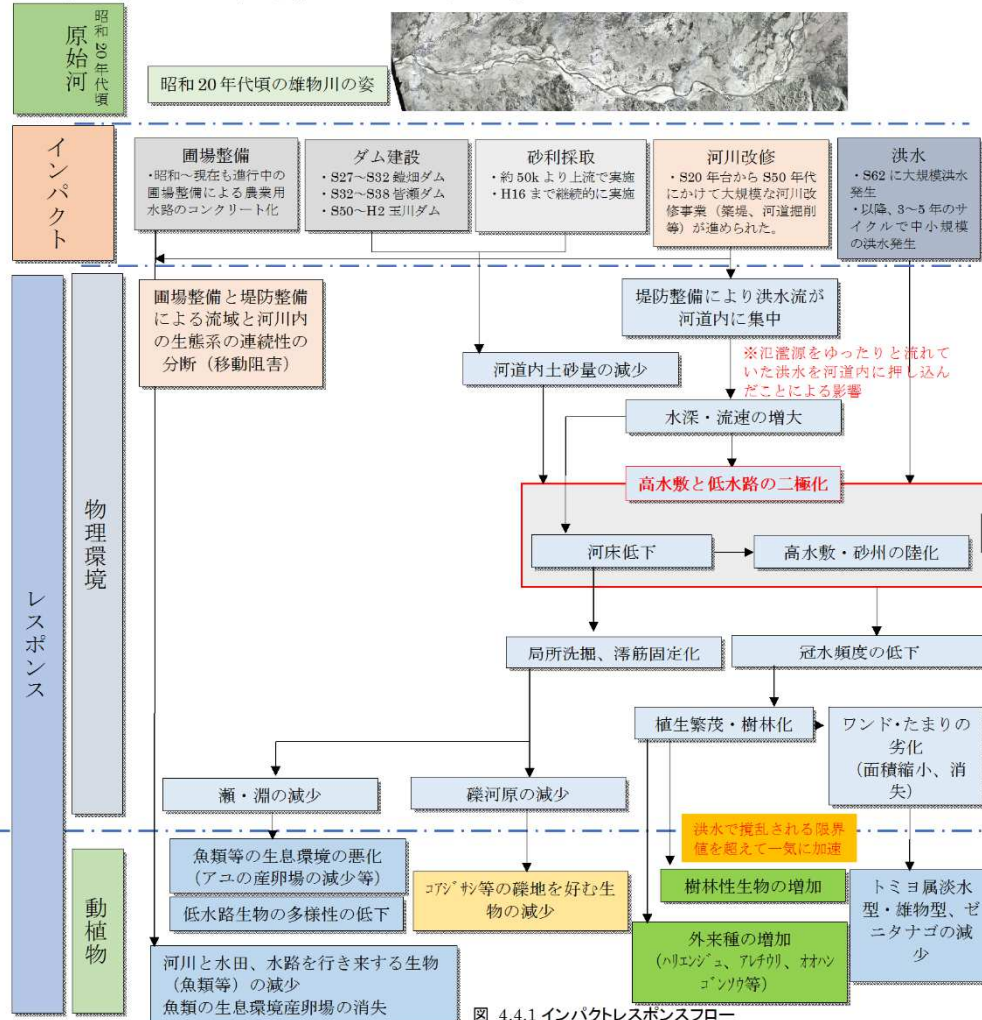 原始河
昭和20年代頃
昭和20年代頃の雄物川の姿
インパクト
圃場整備
・昭和～現在も進行中の
圃場整備による農業用
水路のコンクリート化
ダム建設
・S27～S32 鎧畑ダム
・S32～S38 皆瀬ダム
・S50～H2 玉川ダム
砂利採取
・約50kより上流で実施
・H16まで継続的に実施
河川改修
・S20年台からS50年代
にかけて大規模な河川改
修事業（築堤、河道掘削
等）が進められた。
洪水
・S62に大規模洪水
発生
・以降、3～5年のサ
イクルで中小規模
の洪水発生
レスポンス
物理環境
圃場整備と堤防整備
による流域と河川内
の生態系の連続性の
分断（移動阻害）
堤防整備により洪水流が
河道内に集中
※氾濫源をゆったりと流れて
いた洪水を河道内に押し込ん
だことによる影響
河道内土砂量の減少
水深・流速の増大
高水敷と低水路の二極化
河床低下
高水敷・砂州の陸化
局所洗掘、澪筋固定化
冠水頻度の低下
植生繁茂・樹林化
ワンド・たまりの
劣化
（面積縮小、消
失）
瀬・淵の減少
礫河原の減少
動植物
洪水で撹乱される限界
値を超えて一気に加速
魚類等の生息環境の悪化
（アユの産卵場の減少等）
低水路生物の多様性の低下
ｺｱｼﾞｻｼ等の礫地を好む生
物の減少
樹林性生物の増加
外来種の増加
（ﾊﾘｴﾝｼﾞｭ、ｱﾚﾁｳﾘ、ｵｵﾊﾝ
ｺﾞﾝｿｳ等）
トミヨ属淡水
型・雄物型、ゼ
ニタナゴの減
少
河川と水田、水路を行き来する生物
（魚類等）の減少
魚類の生息環境産卵場の消失
図 4.4.1 インパクトレスポンスフロー